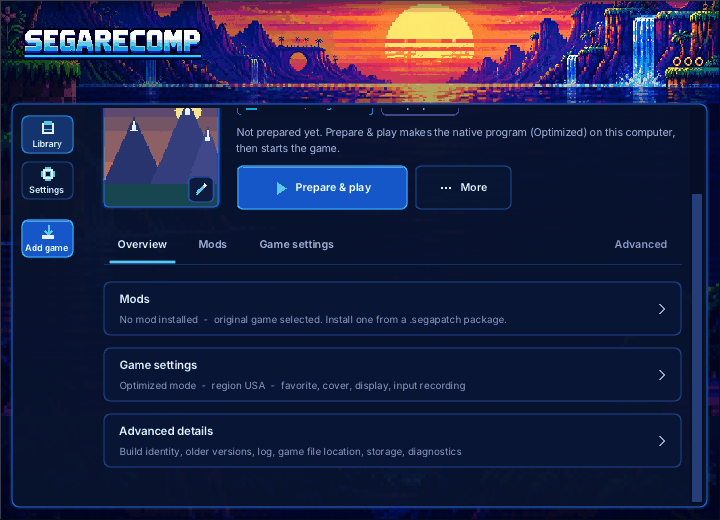 SEGARECOMP
Library
Not prepared yet. Prepare & play makes the native program (Optimized) on this computer,
then starts the game.
Settings
Prepare & play
More
Add game
Overview
Mods
Game settings
Advanced
Mods
No mod installed - original game selected. Install one from a .segapatch package.
Game settings
Optimized mode - region USA - favorite, cover, display, input recording
Advanced details
Build identity, older versions, log, game file location, storage, diagnostics